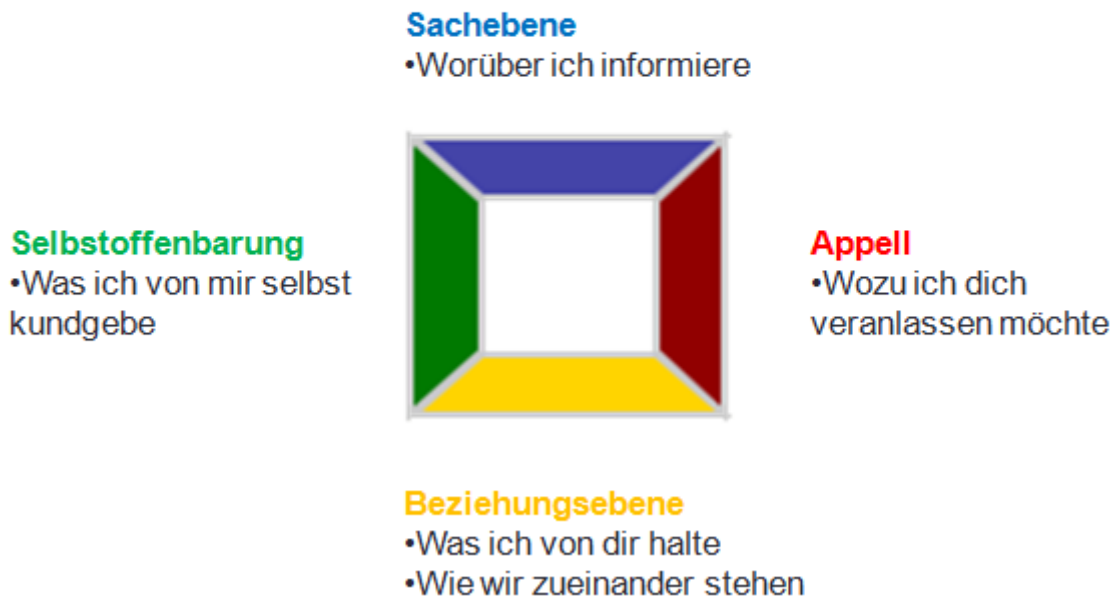 Sachebene
•Worüber ich informiere
Selbstoffenbarung
•Was ich von mir selbst
kundgebe
Appell
•Wozu ich dich
veranlassen möchte
Beziehungsebene
•Was ich von dir halte
•Wie wir zueinander stehen